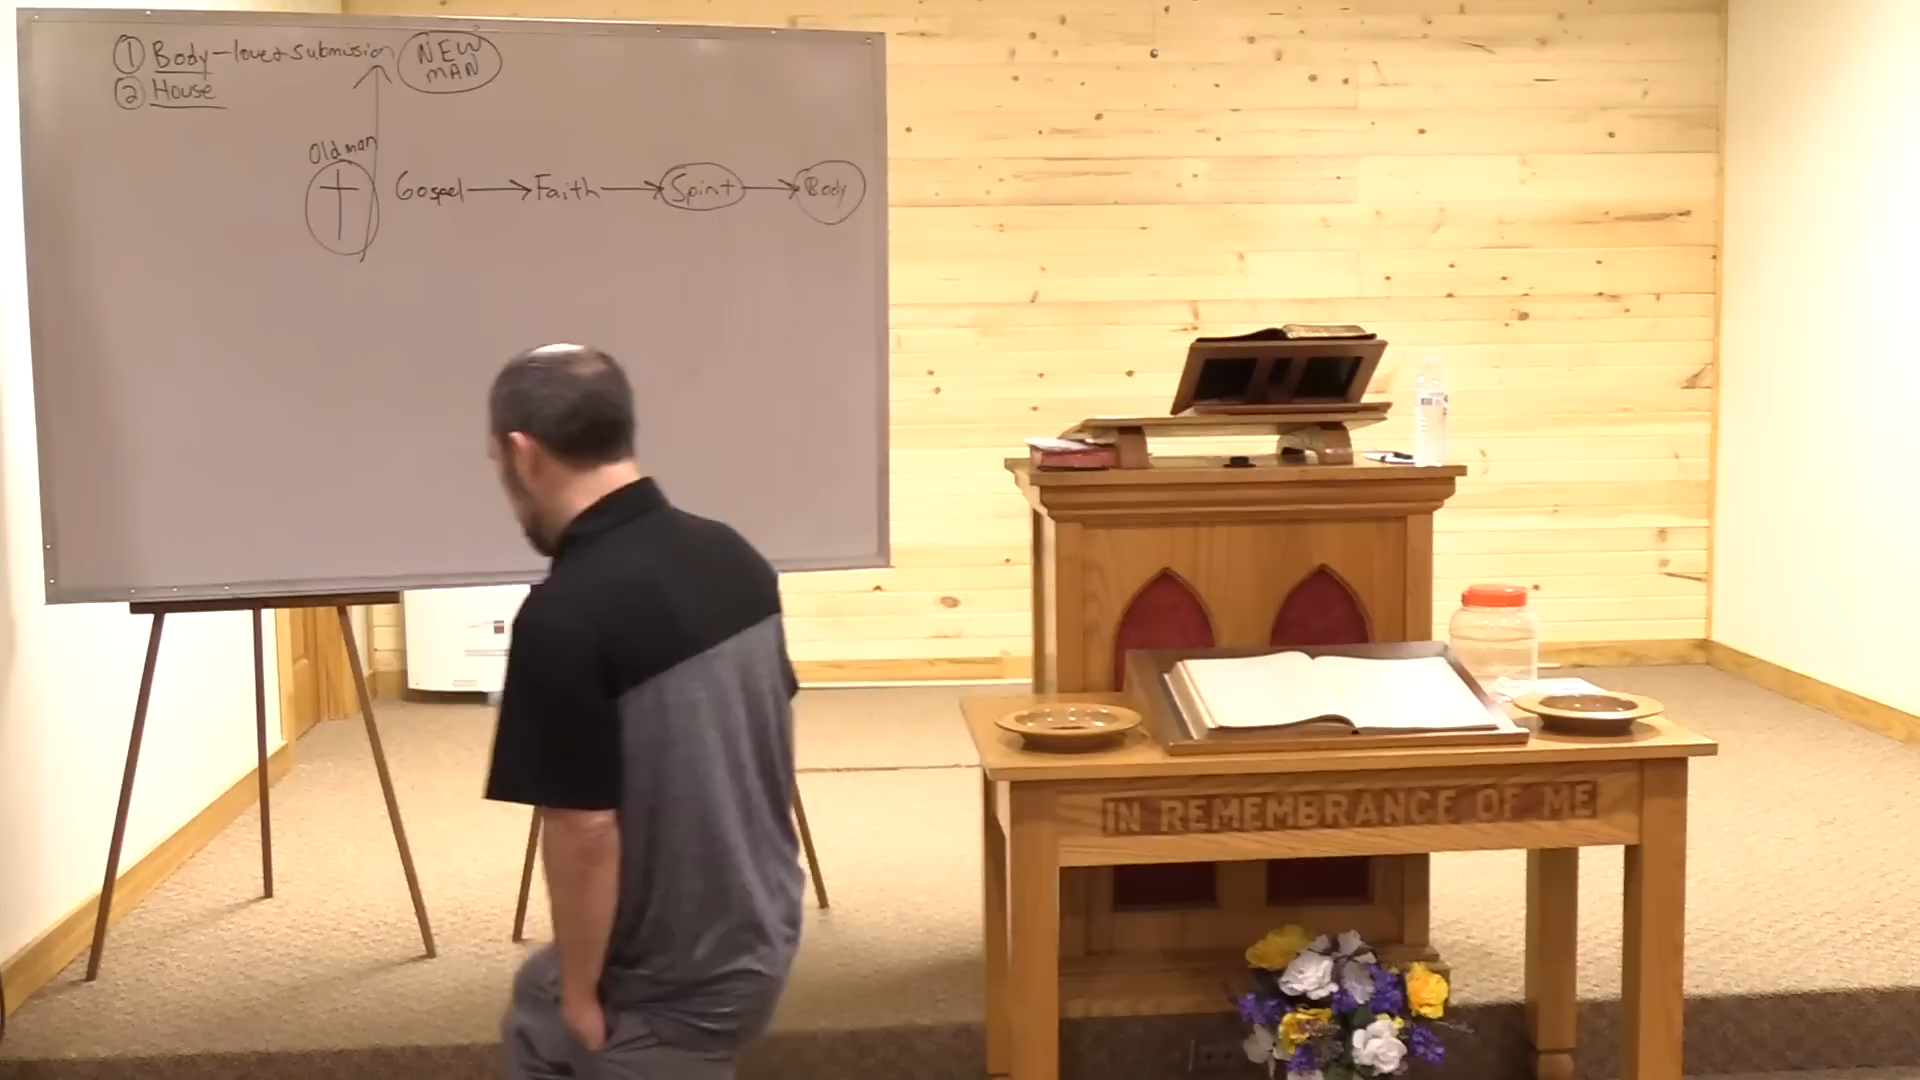 ① Body - love & submission
NEW
MAN
② House
Old man
Gospel → Faith → Spirit → Body
IN REMEMBRANCE OF ME